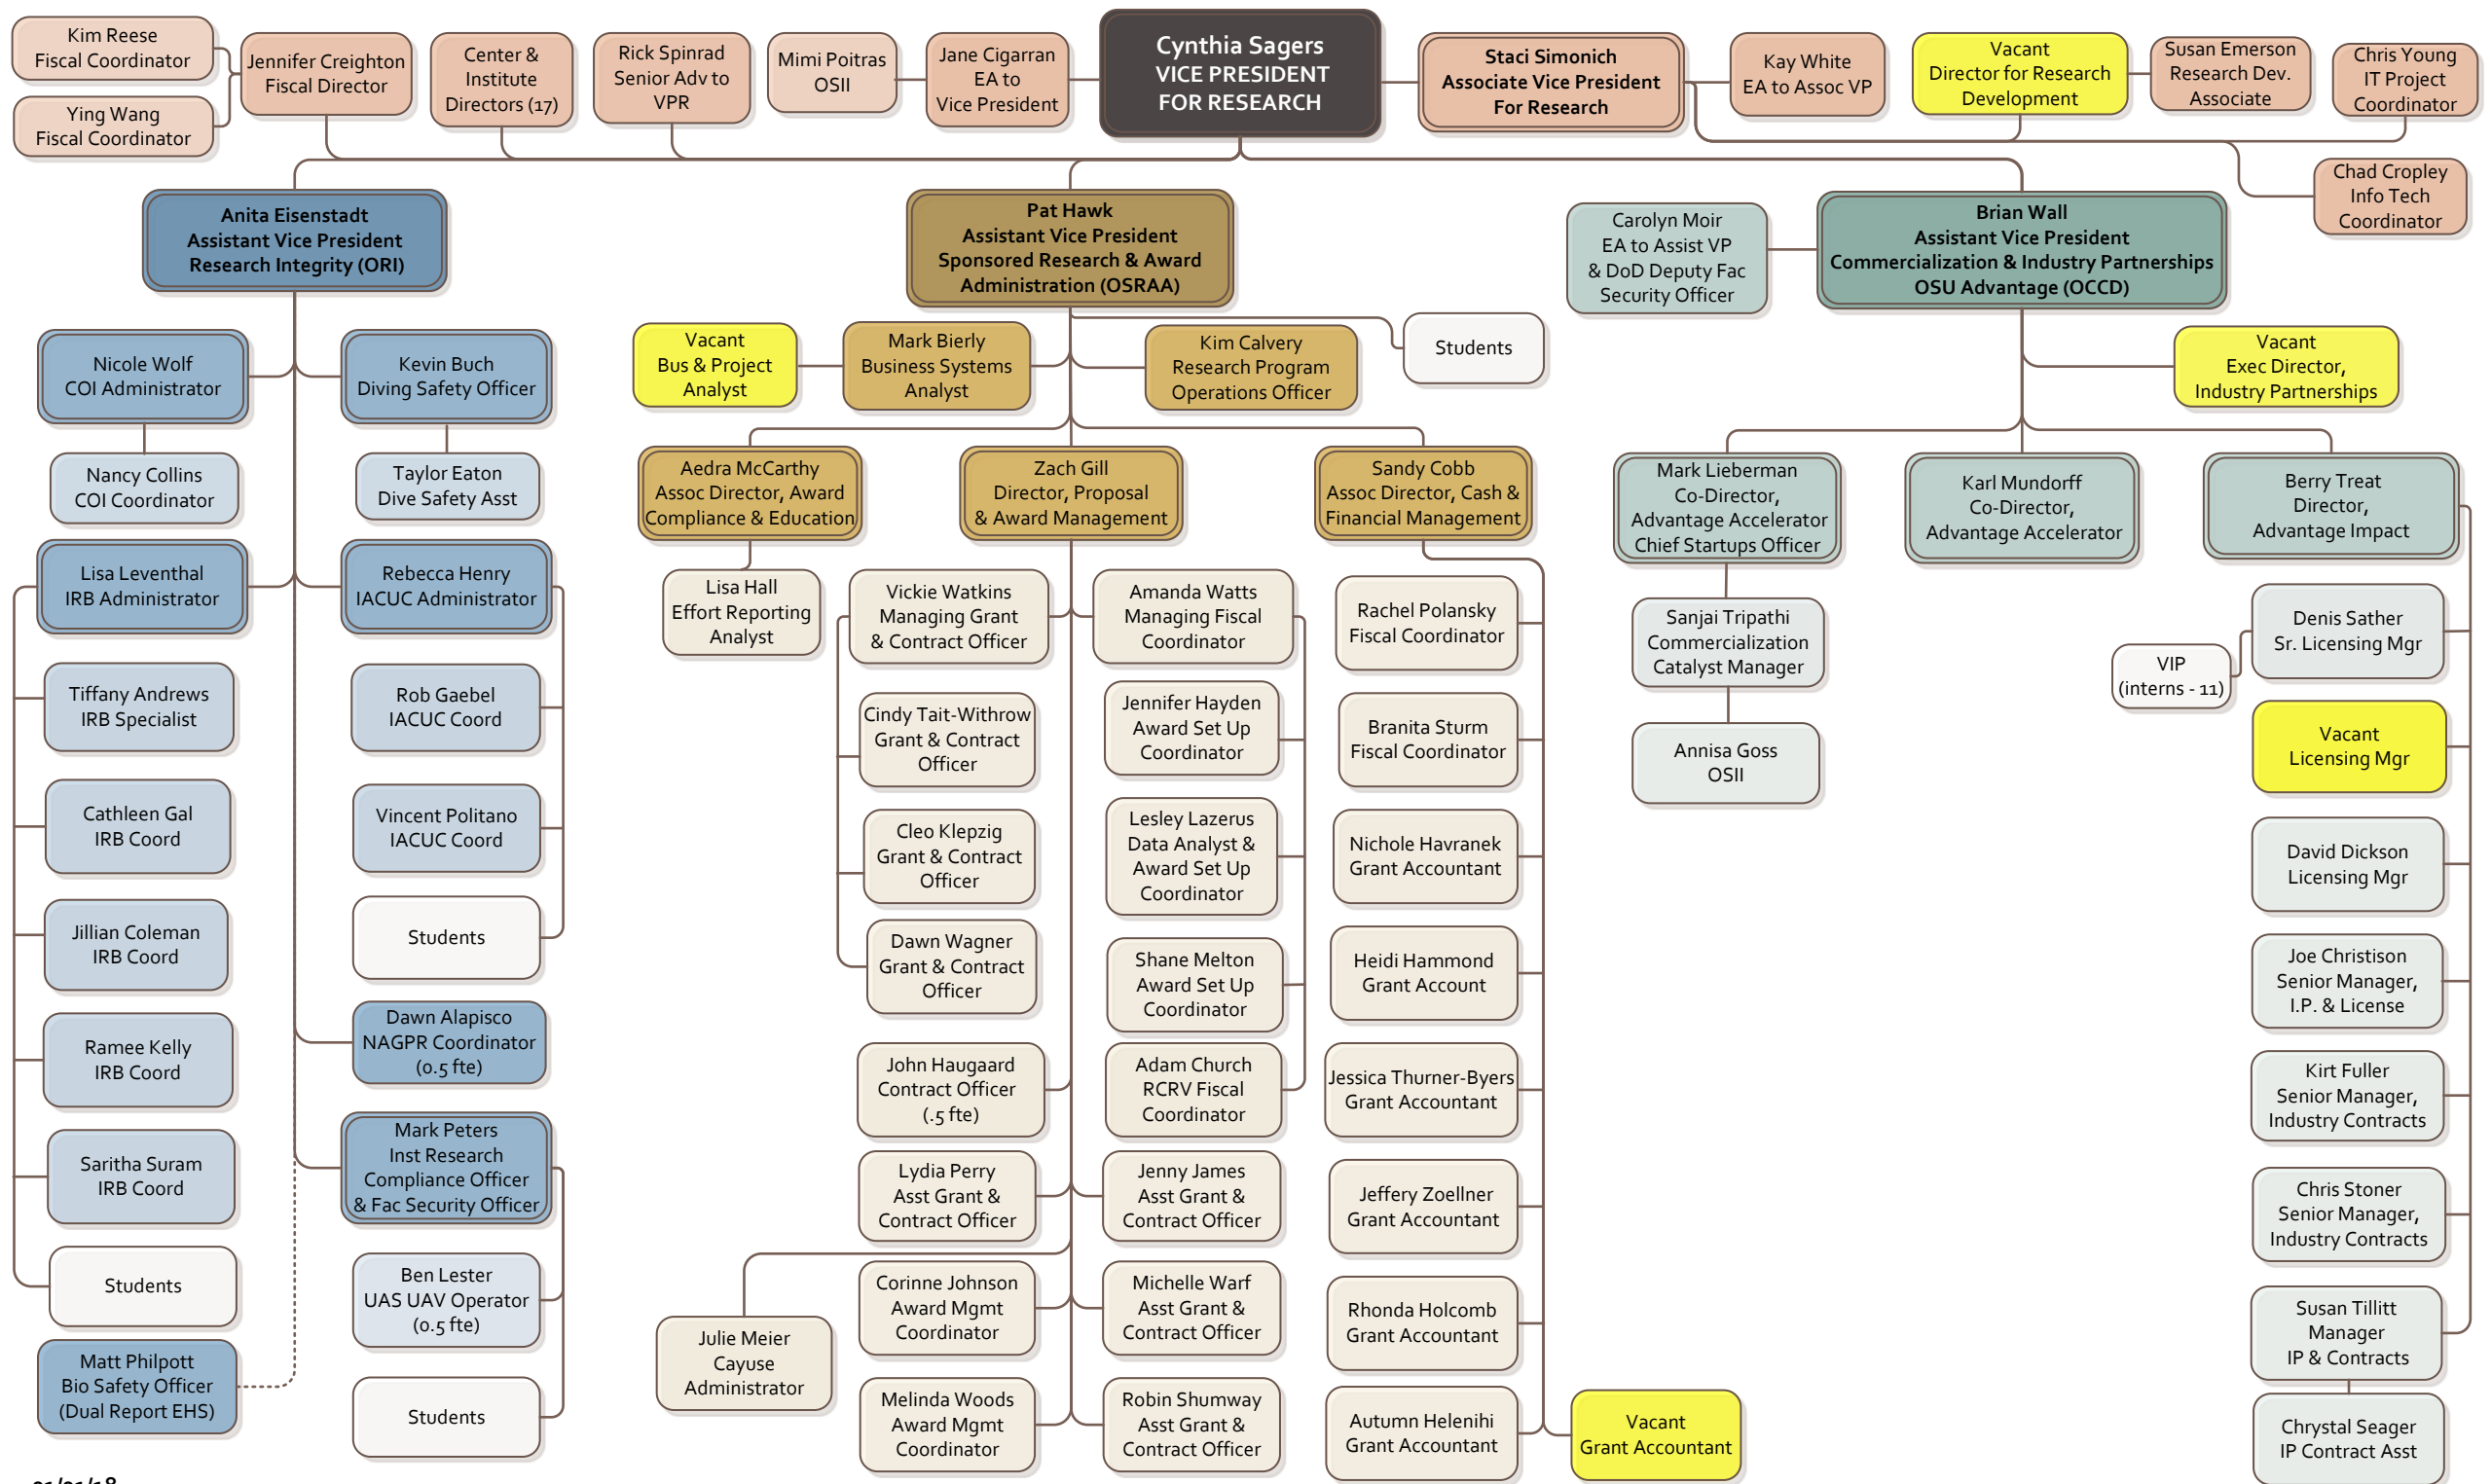 Kim Reese
Fiscal Coordinator
Ying Wang
Fiscal Coordinator
Jennifer Creighton
Fiscal Director
Center &
Institute
Directors (17)
Rick Spinrad
Senior Adv to
VPR
Mimi Poitras
OSII
Jane Cigarran
EA to
Vice President
Cynthia Sagers
VICE PRESIDENT
FOR RESEARCH
Staci Simonich
Associate Vice President
For Research
Kay White
EA to Assoc VP
Vacant
Director for Research
Development
Susan Emerson
Research Dev.
Associate
Chris Young
IT Project
Coordinator
Chad Cropley
Info Tech
Coordinator
Anita Eisenstadt
Assistant Vice President
Research Integrity (ORI)
Nicole Wolf
COI Administrator
Kevin Buch
Diving Safety Officer
Nancy Collins
COI Coordinator
Taylor Eaton
Dive Safety Asst
Lisa Leventhal
IRB Administrator
Rebecca Henry
IACUC Administrator
Tiffany Andrews
IRB Specialist
Cathleen Gal
IRB Coord
Jillian Coleman
IRB Coord
Ramee Kelly
IRB Coord
Saritha Suram
IRB Coord
Students
Matt Philpott
Bio Safety Officer
(Dual Report EHS)
Rob Gaebel
IACUC Coord
Vincent Politano
IACUC Coord
Students
Dawn Alapisco
NAGPR Coordinator
(0.5 fte)
Mark Peters
Inst Research
Compliance Officer
& Fac Security Officer
Ben Lester
UAS UAV Operator
(0.5 fte)
Students
Pat Hawk
Assistant Vice President
Sponsored Research & Award
Administration (OSRAA)
Vacant
Bus & Project
Analyst
Mark Bierly
Business Systems
Analyst
Kim Calvery
Research Program
Operations Officer
Students
Aedra McCarthy
Assoc Director, Award
Compliance & Education
Zach Gill
Director, Proposal
& Award Management
Sandy Cobb
Assoc Director, Cash &
Financial Management
Lisa Hall
Effort Reporting
Analyst
Vickie Watkins
Managing Grant
& Contract Officer
Cindy Tait-Withrow
Grant & Contract
Officer
Cleo Klepzig
Grant & Contract
Officer
Dawn Wagner
Grant & Contract
Officer
John Haugaard
Contract Officer
(.5 fte)
Lydia Perry
Asst Grant &
Contract Officer
Corinne Johnson
Award Mgmt
Coordinator
Melinda Woods
Award Mgmt
Coordinator
Julie Meier
Cayuse
Administrator
Amanda Watts
Managing Fiscal
Coordinator
Jennifer Hayden
Award Set Up
Coordinator
Lesley Lazerus
Data Analyst &
Award Set Up
Coordinator
Shane Melton
Award Set Up
Coordinator
Adam Church
RCRV Fiscal
Coordinator
Jenny James
Asst Grant &
Contract Officer
Michelle Warf
Asst Grant &
Contract Officer
Robin Shumway
Asst Grant &
Contract Officer
Rachel Polansky
Fiscal Coordinator
Branita Sturm
Fiscal Coordinator
Nichole Havranek
Grant Accountant
Heidi Hammond
Grant Account
Jessica Thurner-Byers
Grant Accountant
Jeffery Zoellner
Grant Accountant
Rhonda Holcomb
Grant Accountant
Autumn Helenihi
Grant Accountant
Vacant
Grant Accountant
Carolyn Moir
EA to Assist VP
& DoD Deputy Fac
Security Officer
Brian Wall
Assistant Vice President
Commercialization & Industry Partnerships
OSU Advantage (OCCD)
Vacant
Exec Director,
Industry Partnerships
Mark Lieberman
Co-Director,
Advantage Accelerator
Chief Startups Officer
Karl Mundorff
Co-Director,
Advantage Accelerator
Berry Treat
Director,
Advantage Impact
Sanjai Tripathi
Commercialization
Catalyst Manager
Annisa Goss
OSII
Denis Sather
Sr. Licensing Mgr
VIP
(interns - 11)
Vacant
Licensing Mgr
David Dickson
Licensing Mgr
Joe Christison
Senior Manager,
I.P. & License
Kirt Fuller
Senior Manager,
Industry Contracts
Chris Stoner
Senior Manager,
Industry Contracts
Susan Tillitt
Manager
IP & Contracts
Chrystal Seager
IP Contract Asst